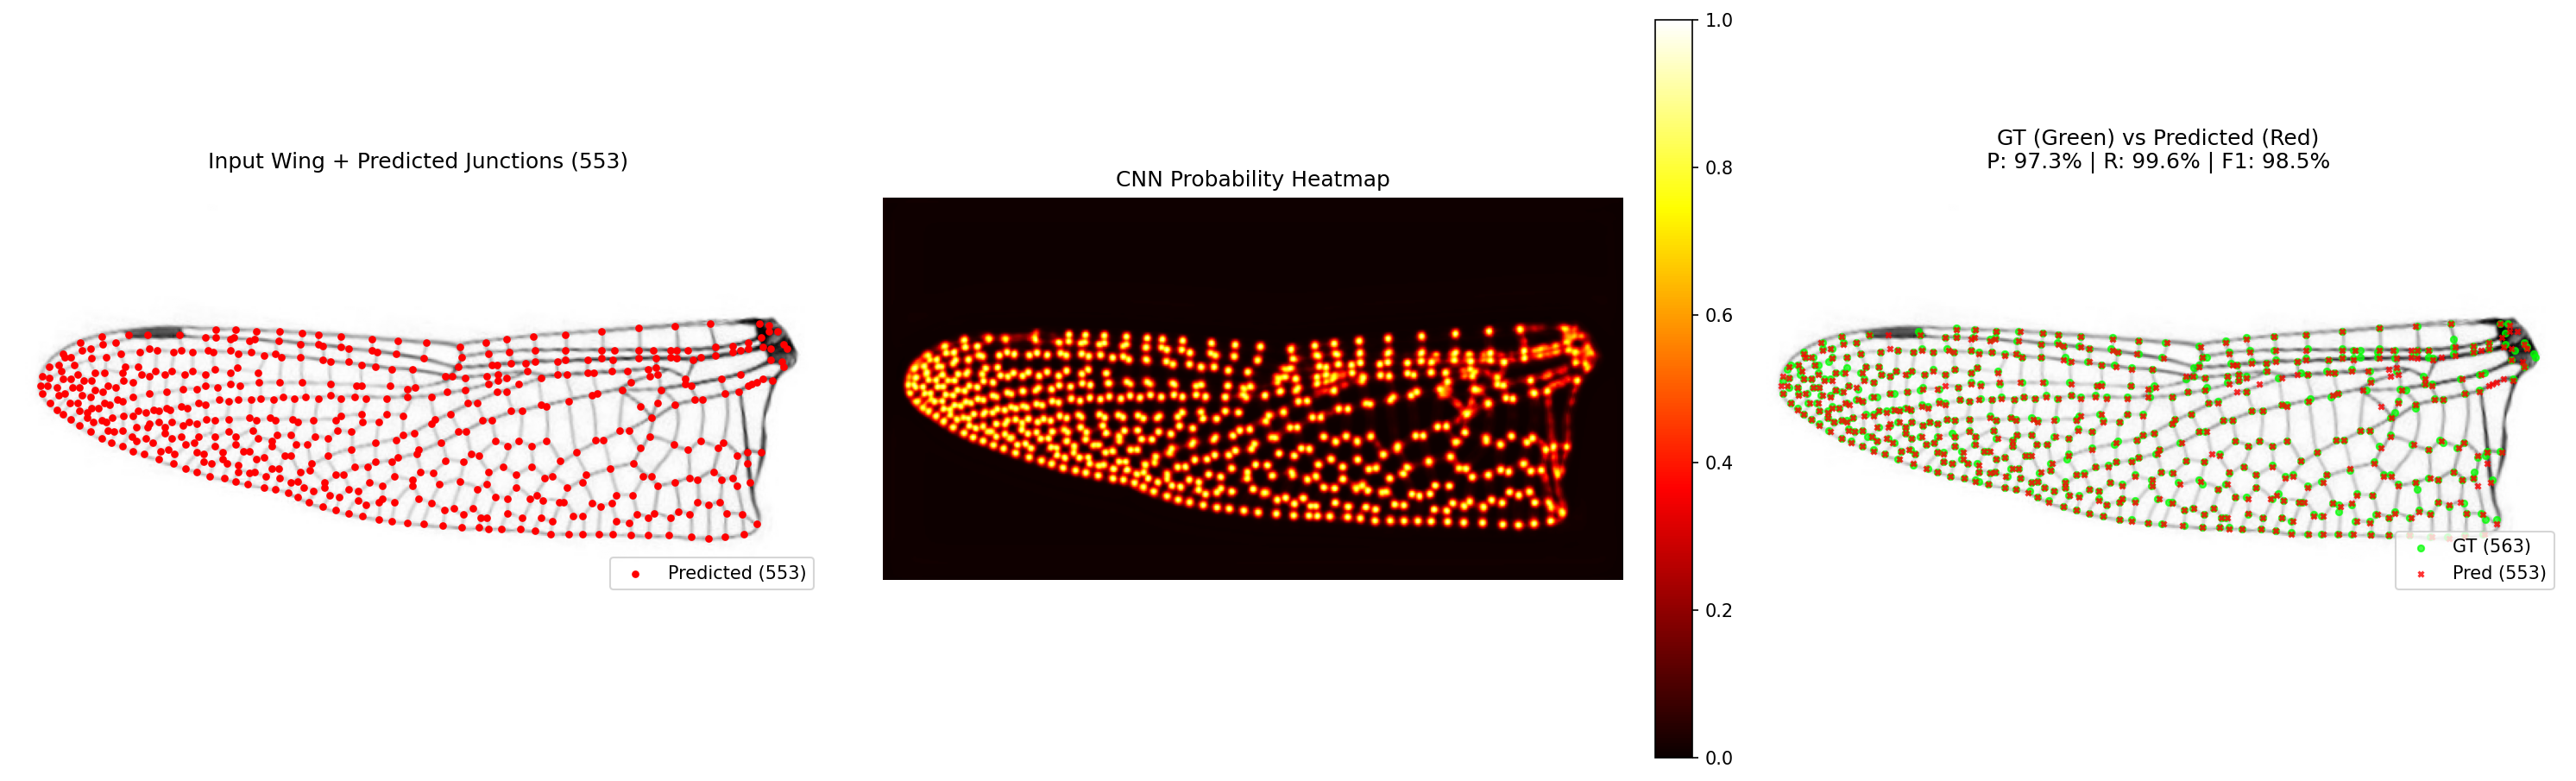 Input Wing + Predicted Junctions (553)
Predicted (553)
CNN Probability Heatmap
1.0
0.8
0.6
0.4
0.2
0.0
GT (Green) vs Predicted (Red)
P: 97.3% | R: 99.6% | F1: 98.5%
GT (563)
Pred (553)